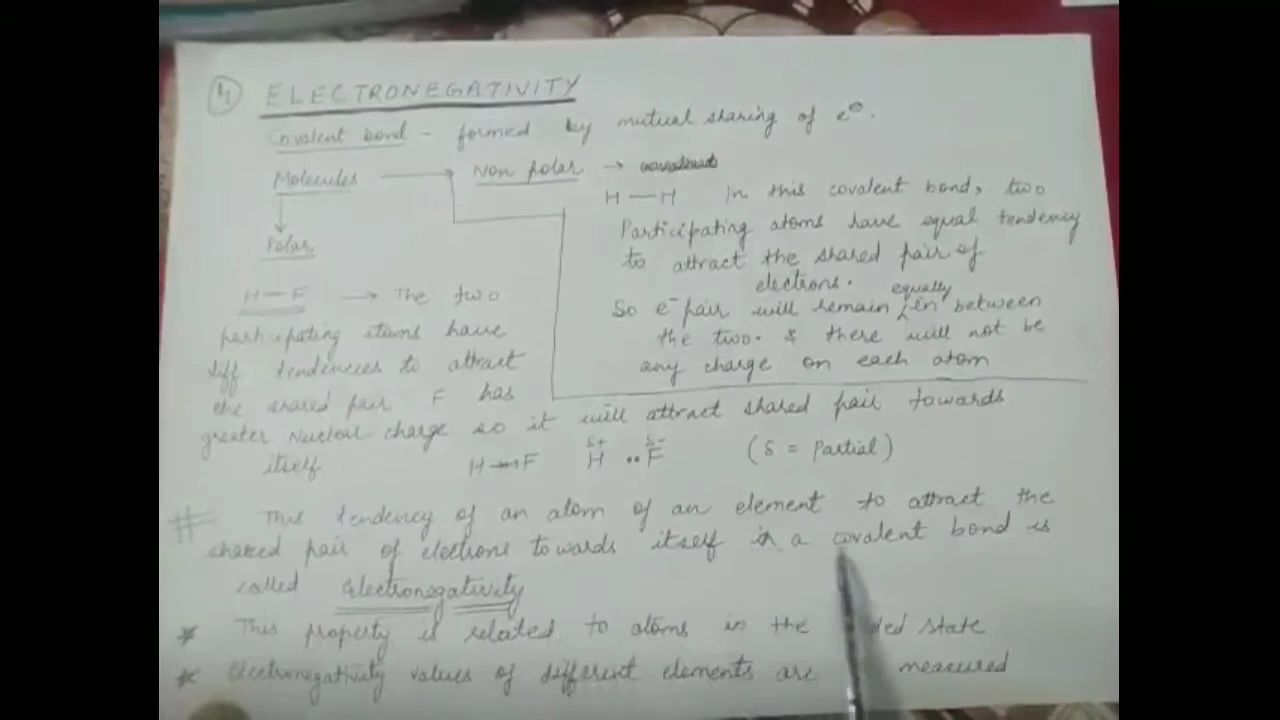 4 ELECTRONEGATIVITY
Covalent bond - formed by mutual sharing of e⊖.
Molecules → Non polar →
Polar
H — H In this covalent bond, two
Participating atoms have equal tendency
to attract the shared pair of
electrons.
So e⁻ pair will remain equally in between
the two. & there will not be
any charge on each atom
H — F → The two
participating atoms have
diff tendencies to attract
the shared pair F has
greater Nuclear charge so it will attract shared pair towards
itself H→F Hδ+ ··Fδ- (δ = Partial)
# This tendency of an atom of an element to attract the
shared pair of electrons towards itself in a covalent bond is
called Electronegativity
* This property is related to atoms in the ded state
* Electronegativity values of different elements are measured